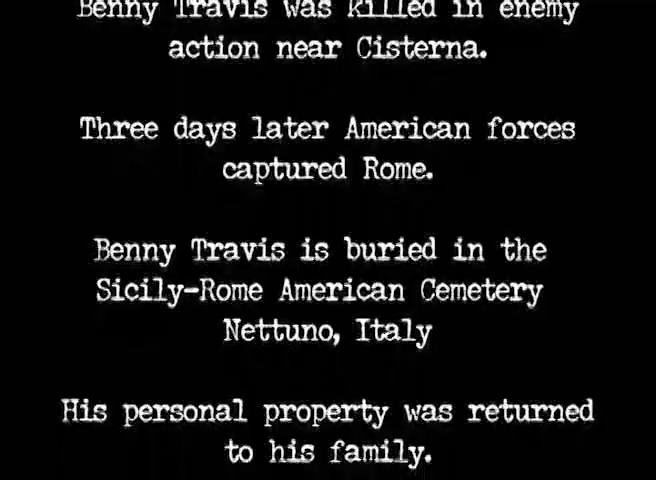 Benny Travis was killed in enemy
action near Cisterna.
Three days later American forces
captured Rome.
Benny Travis is buried in the
Sicily-Rome American Cemetery
Nettuno, Italy
His personal property was returned
to his family.